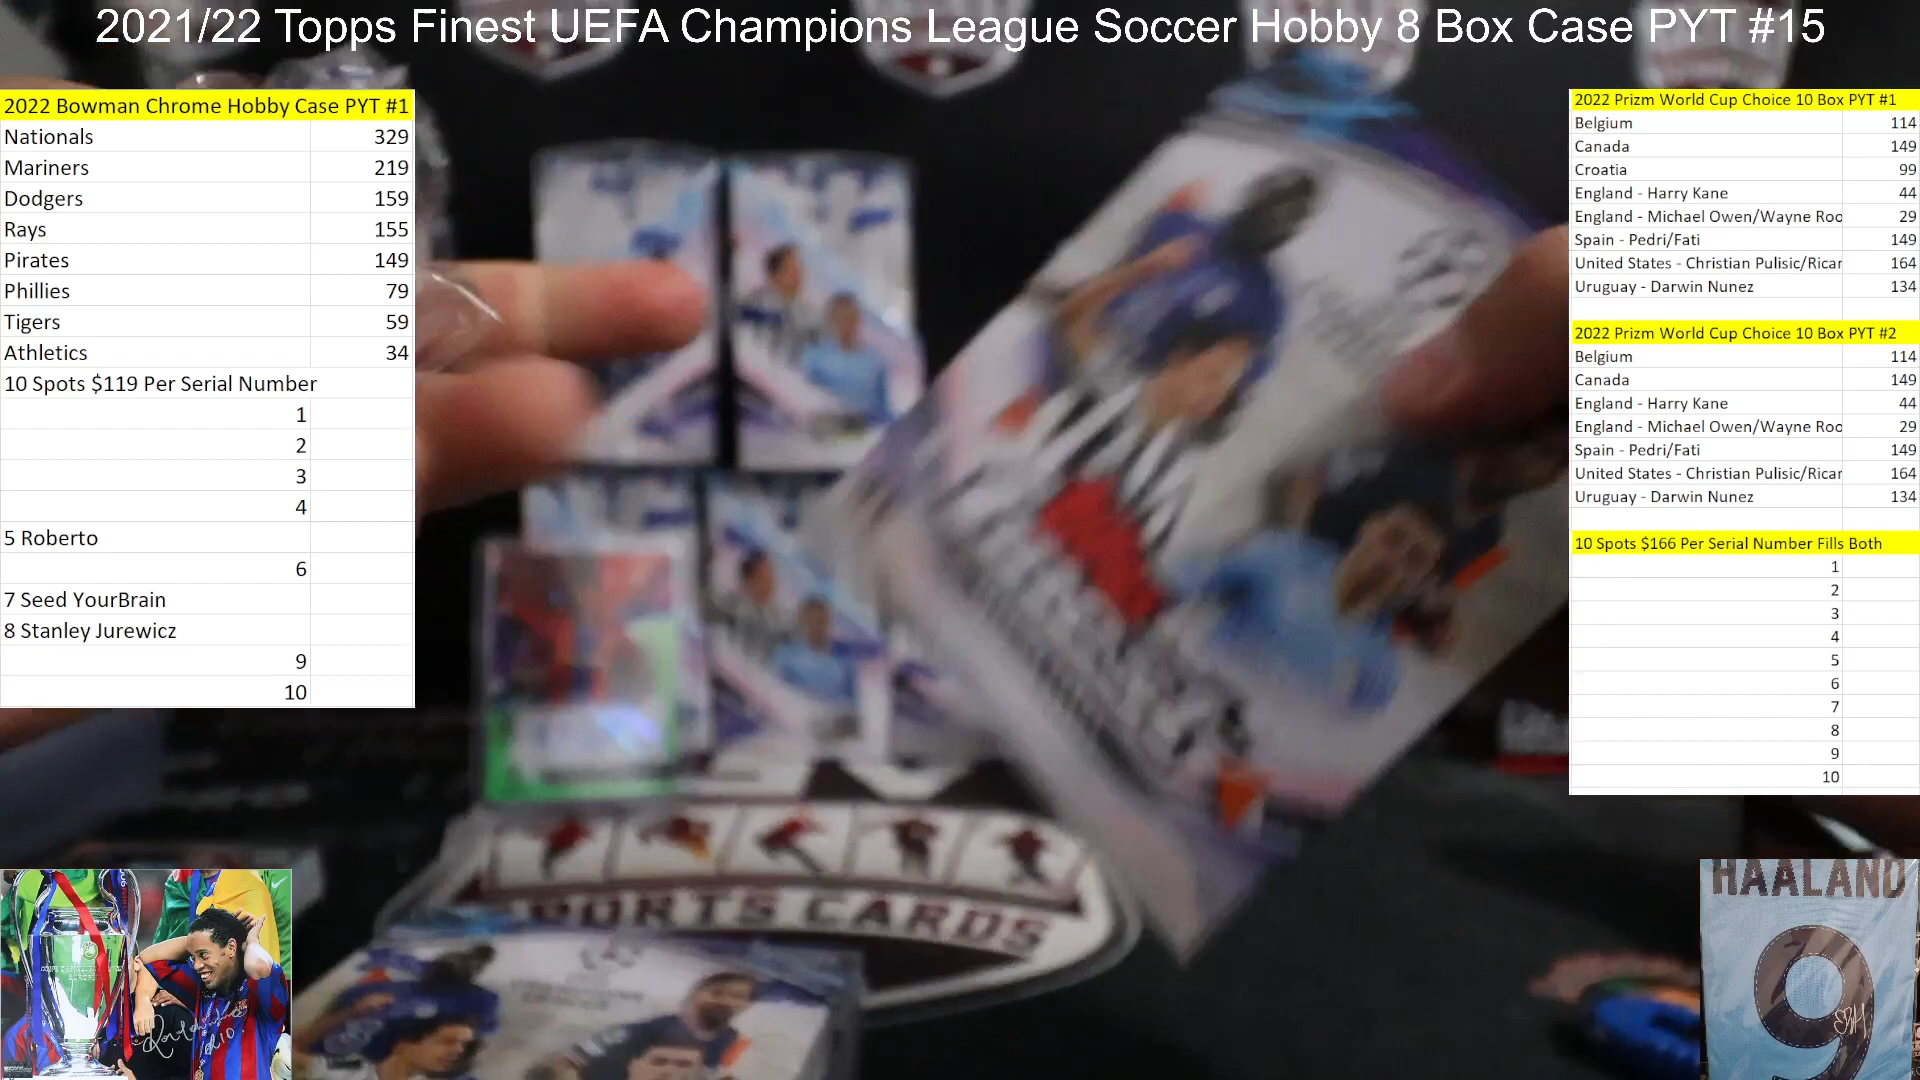 2021/22 Topps Finest UEFA Champions League Soccer Hobby 8 Box Case PYT #15
2022 Bowman Chrome Hobby Case PYT #1
Nationals 329
Mariners 219
Dodgers 159
Rays 155
Pirates 149
Phillies 79
Tigers 59
Athletics 34
10 Spots $119 Per Serial Number
1
2
3
4
5 Roberto
6
7 Seed YourBrain
8 Stanley Jurewicz
9
10
2022 Prizm World Cup Choice 10 Box PYT #1
Belgium 114
Canada 149
Croatia 99
England - Harry Kane 44
England - Michael Owen/Wayne Roo 29
Spain - Pedri/Fati 149
United States - Christian Pulisic/Ricar 164
Uruguay - Darwin Nunez 134
2022 Prizm World Cup Choice 10 Box PYT #2
Belgium 114
Canada 149
England - Harry Kane 44
England - Michael Owen/Wayne Roo 29
Spain - Pedri/Fati 149
United States - Christian Pulisic/Ricar 164
Uruguay - Darwin Nunez 134
10 Spots $166 Per Serial Number Fills Both
1
2
3
4
5
6
7
8
9
10
PORTS CARDS
HAALAND
9